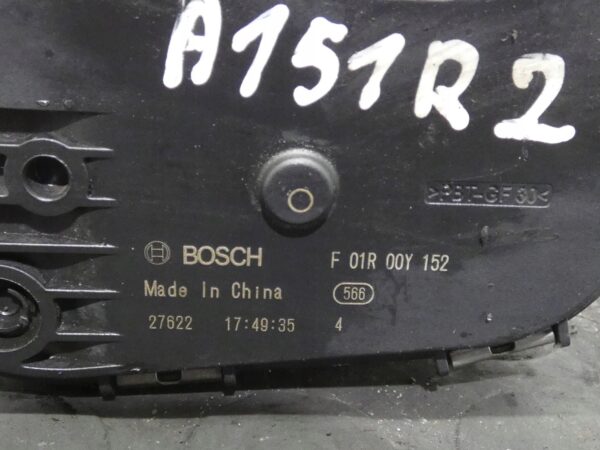 A151R2
>PBT-GF30<
BOSCH F 01R 00Y 152
Made in China 566
27622 17:49:35 4